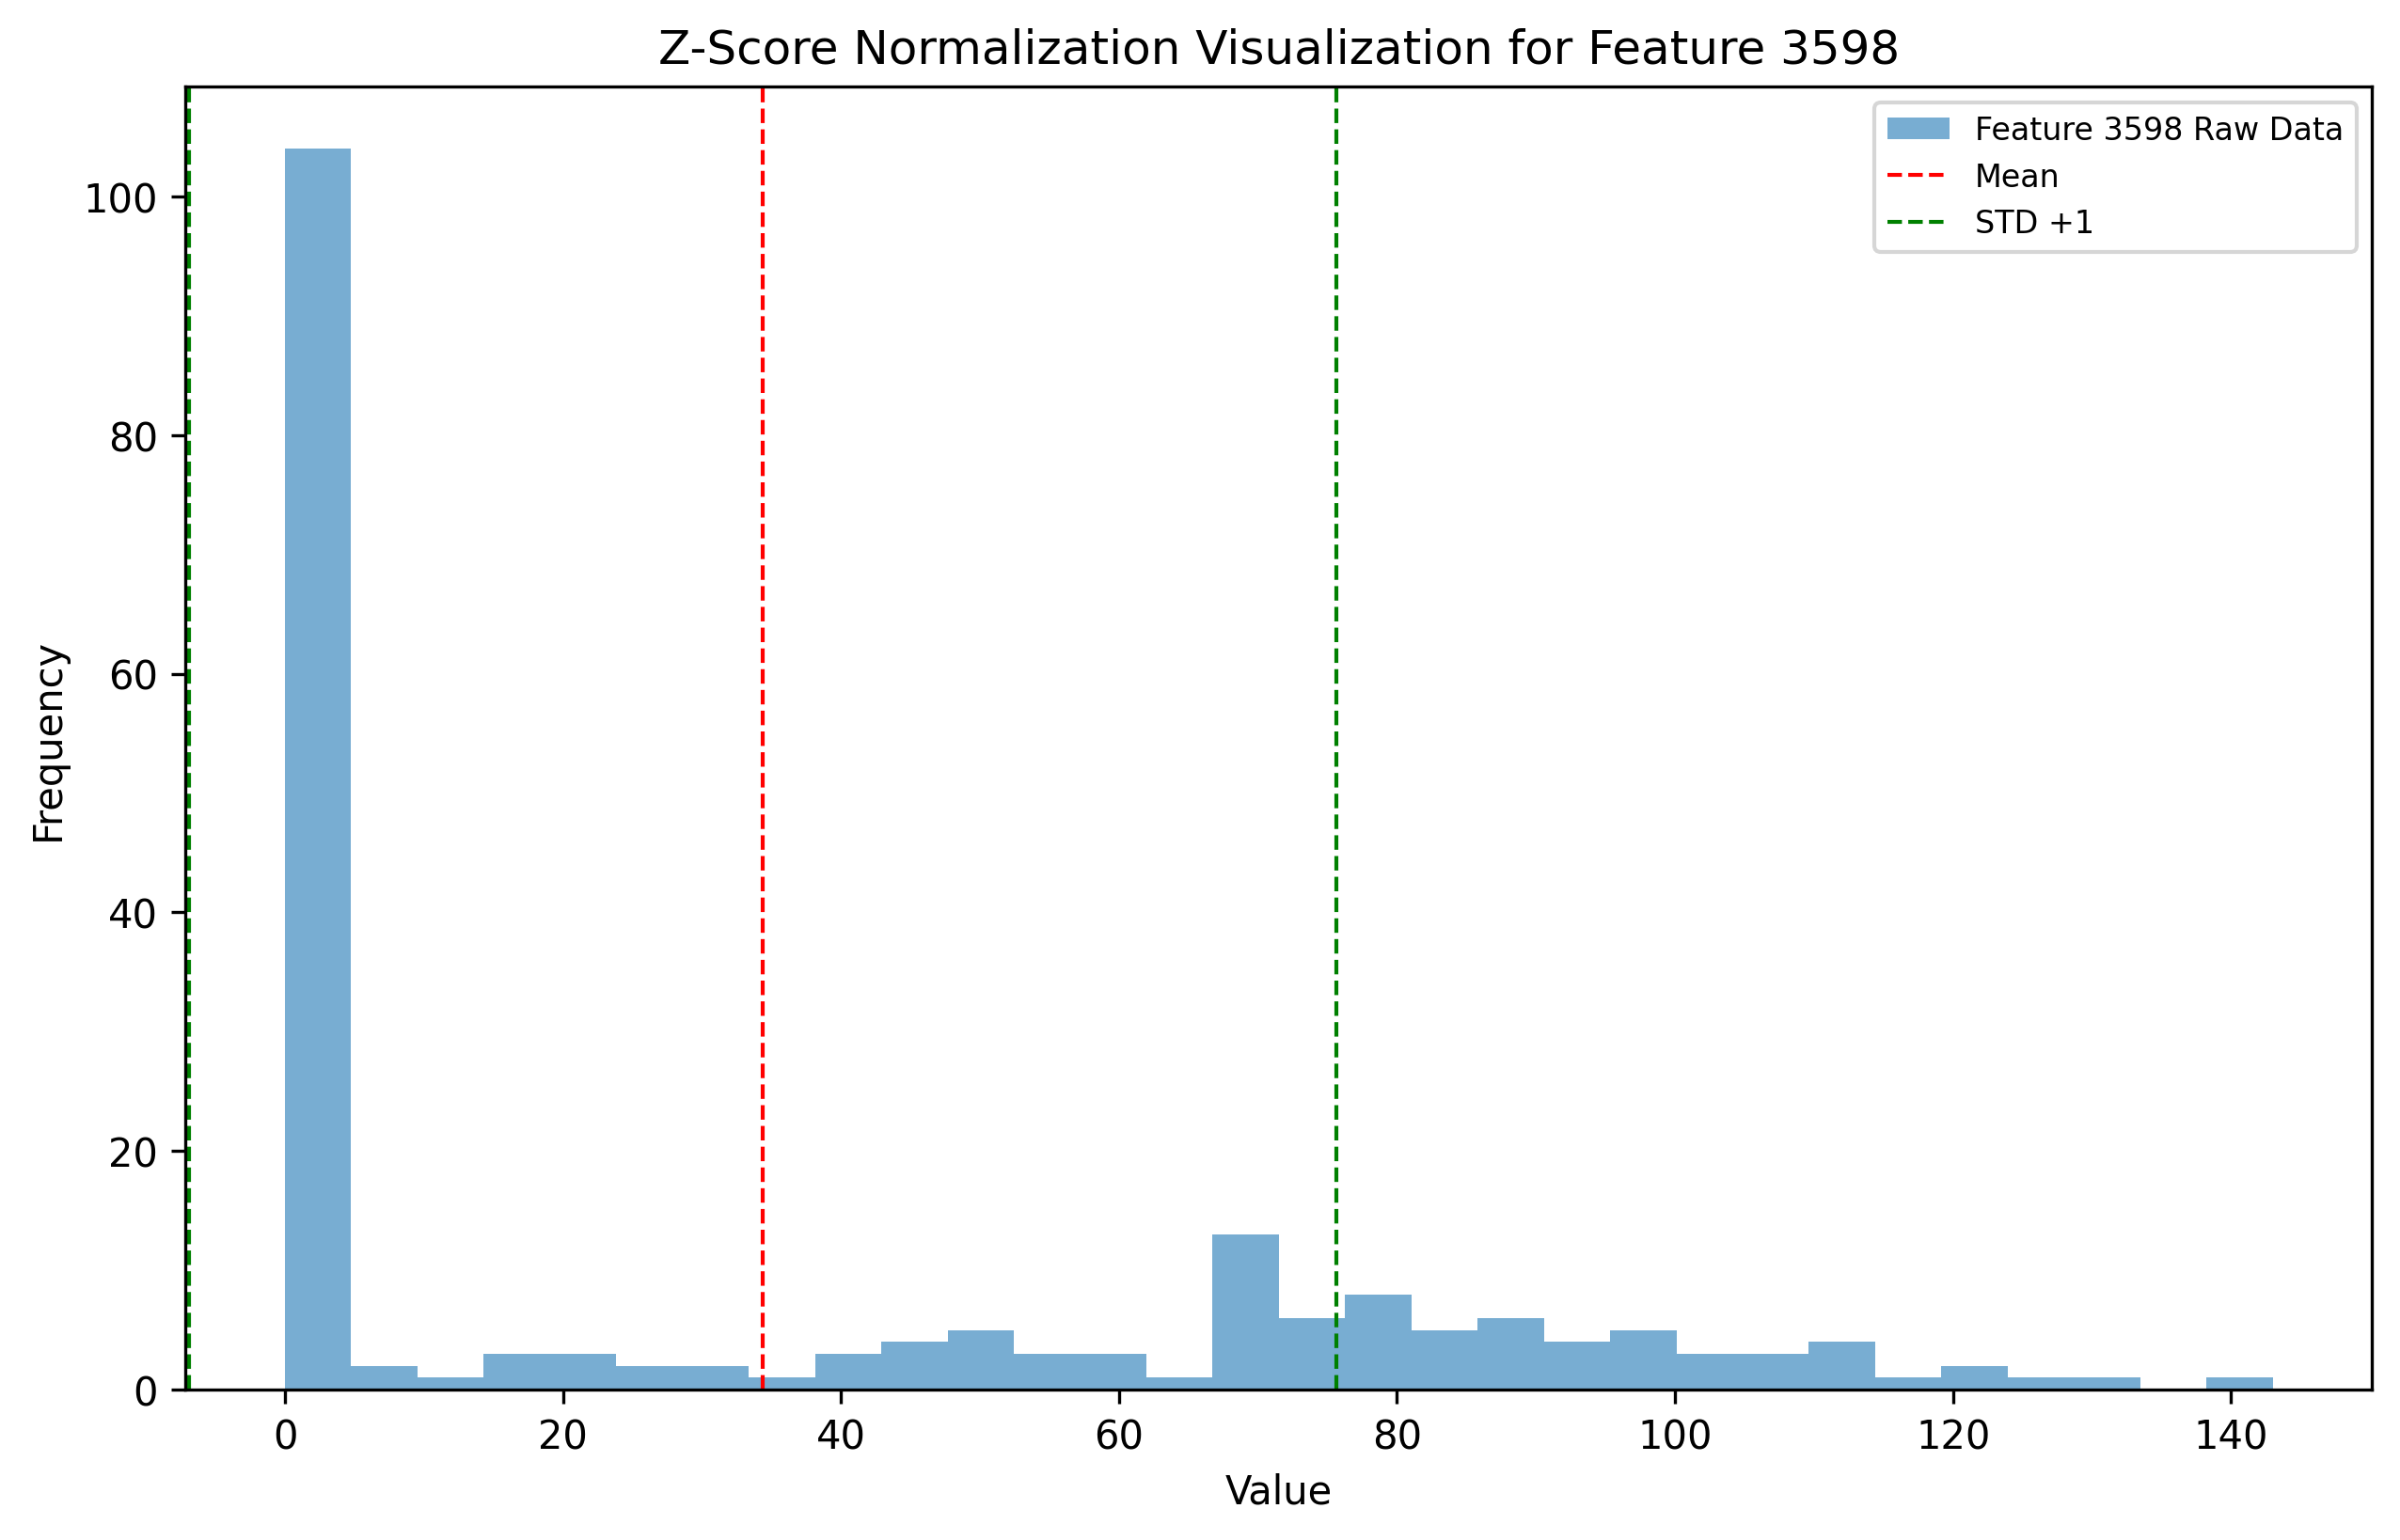 Z-Score Normalization Visualization for Feature 3598
Feature 3598 Raw Data
Mean
STD +1
100
80
60
40
20
0
Frequency
0 20 40 60 80 100 120 140
Value